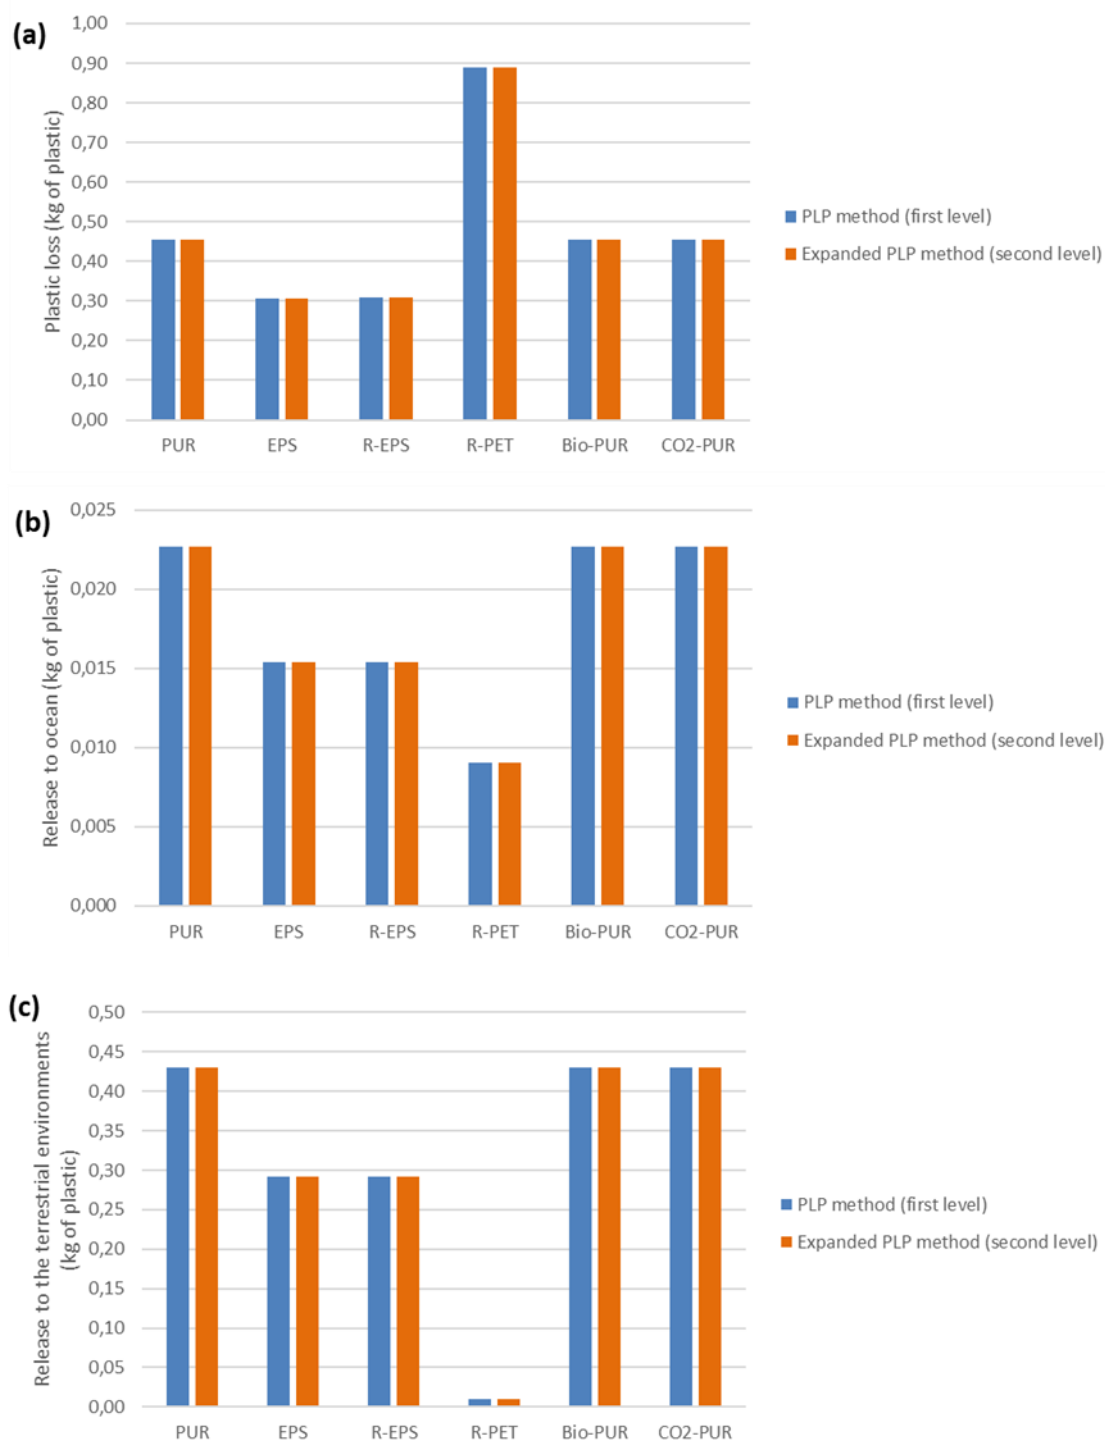 (a)
Plastic loss (kg of plastic)
1,00
0,90
0,80
0,70
0,60
0,50
0,40
0,30
0,20
0,10
0,00
PUR EPS R-EPS R-PET Bio-PUR CO2-PUR
PLP method (first level)
Expanded PLP method (second level)
(b)
Release to ocean (kg of plastic)
0,025
0,020
0,015
0,010
0,005
0,000
PUR EPS R-EPS R-PET Bio-PUR CO2-PUR
PLP method (first level)
Expanded PLP method (second level)
(c)
Release to the terrestrial environments
(kg of plastic)
0,50
0,45
0,40
0,35
0,30
0,25
0,20
0,15
0,10
0,05
0,00
PUR EPS R-EPS R-PET Bio-PUR CO2-PUR
PLP method (first level)
Expanded PLP method (second level)